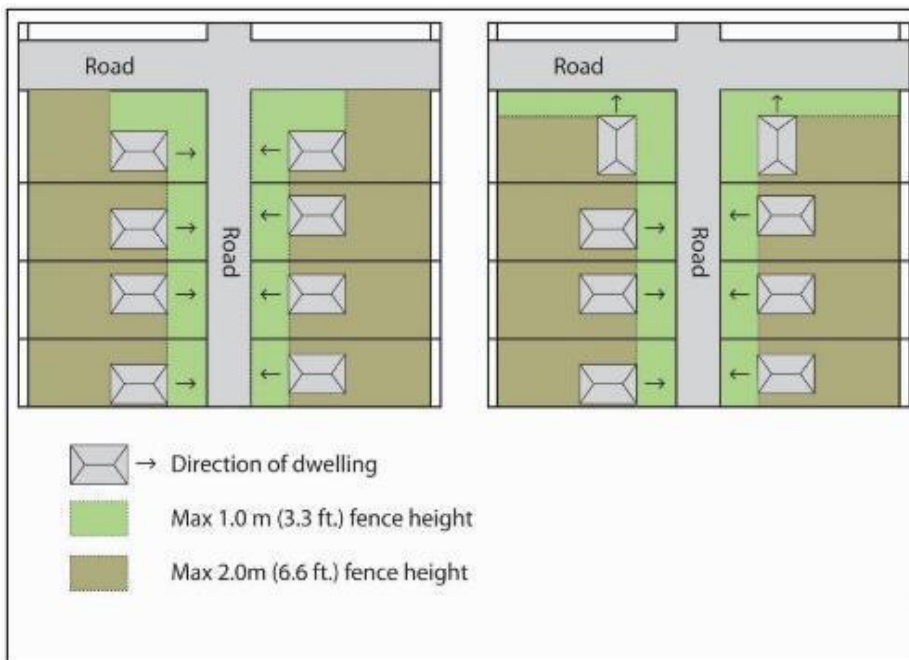 Road
Road
Road
Road
Direction of dwelling
Max 1.0 m (3.3 ft.) fence height
Max 2.0m (6.6 ft.) fence height